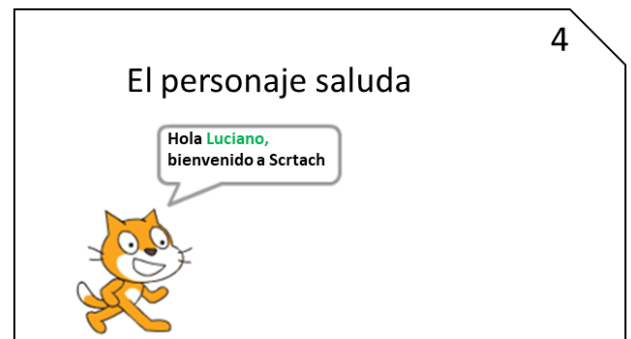 4
El personaje saluda
Hola Luciano,
bienvenido a Scrtach